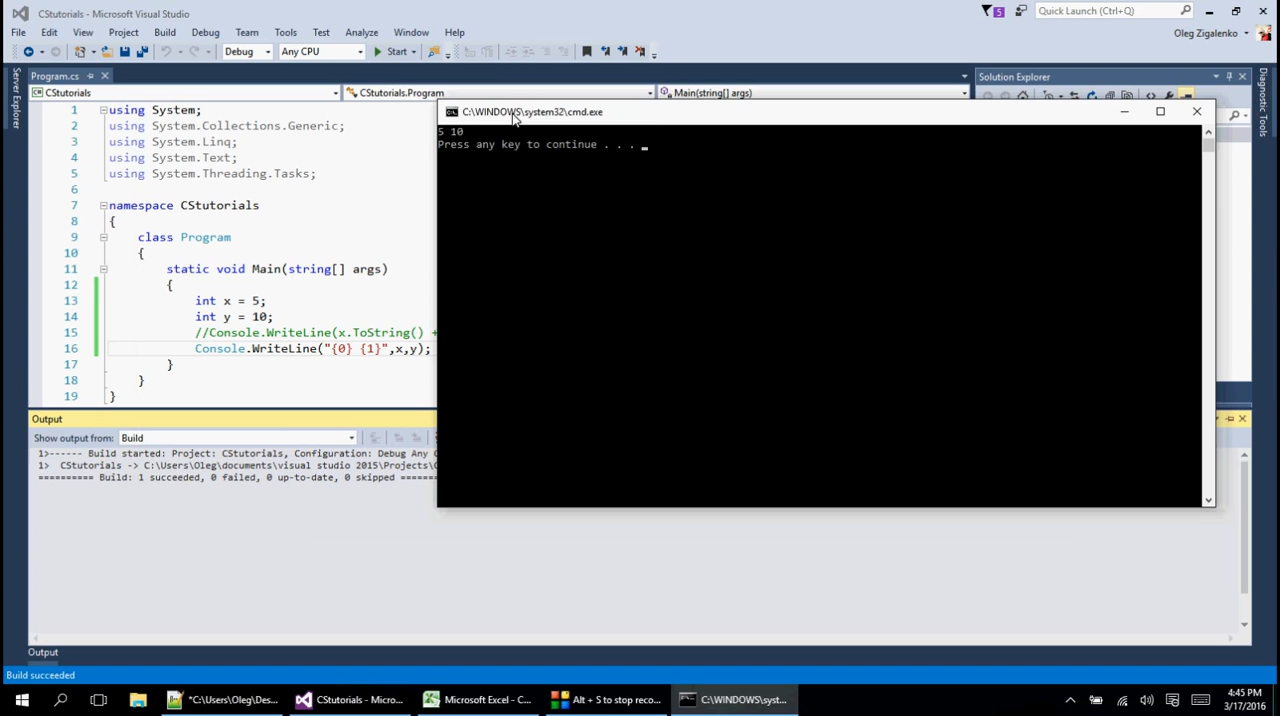 CStutorials - Microsoft Visual Studio
5
Quick Launch (Ctrl+Q)
File Edit View Project Build Debug Team Tools Test Analyze Window Help
Oleg Zigalenko
Debug Any CPU Start
Server Explorer
Program.cs
Solution Explorer
Diagnostic Tools
CStutorials CStutorials.Program Main(string[] args)
C:\WINDOWS\system32\cmd.exe
5 10
Press any key to continue . . . _
1 using System;
2 using System.Collections.Generic;
3 using System.Linq;
4 using System.Text;
5 using System.Threading.Tasks;
6
7 namespace CStutorials
8 {
9 class Program
10 {
11 static void Main(string[] args)
12 {
13 int x = 5;
14 int y = 10;
15 //Console.WriteLine(x.ToString() +
16 Console.WriteLine("{0} {1}",x,y);
17 }
18 }
19 }
Output
Show output from: Build
1>------ Build started: Project: CStutorials, Configuration: Debug Any C
1> CStutorials -> C:\Users\Oleg\documents\visual studio 2015\Projects\C
========== Build: 1 succeeded, 0 failed, 0 up-to-date, 0 skipped =======
Output
Build succeeded
*C:\Users\Oleg\Des...
CStutorials - Micro...
Microsoft Excel - C...
Alt + S to stop reco...
C:\WINDOWS\syst...
4:45 PM
3/17/2016